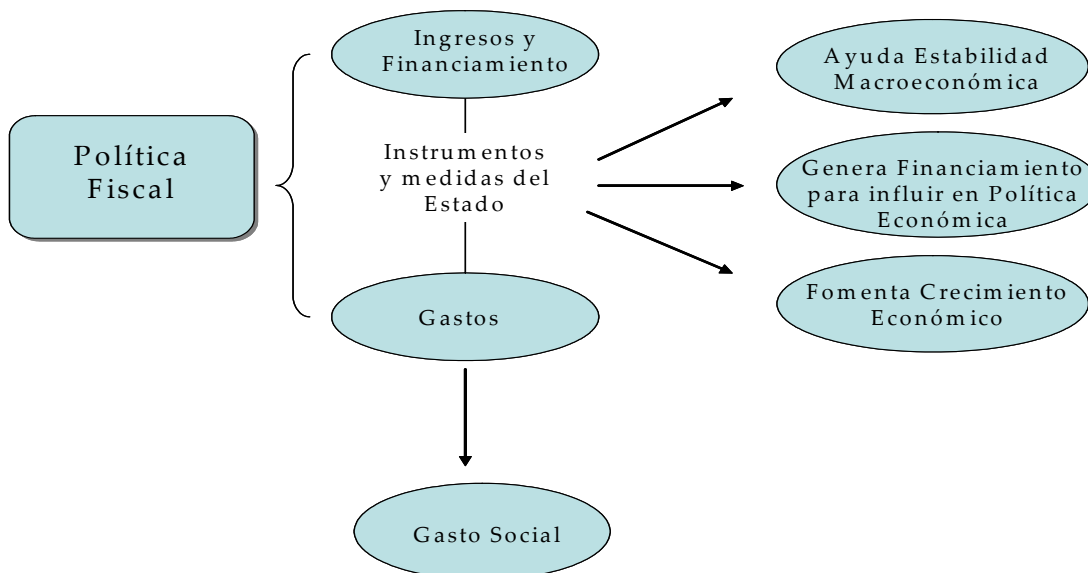 Política
Fiscal
Ingresos y
Financiamiento
Instrumentos
y medidas del
Estado
Gastos
Gasto Social
Ayuda Estabilidad
Macroeconómica
Genera Financiamiento
para influir en Política
Económica
Fomenta Crecimiento
Económico